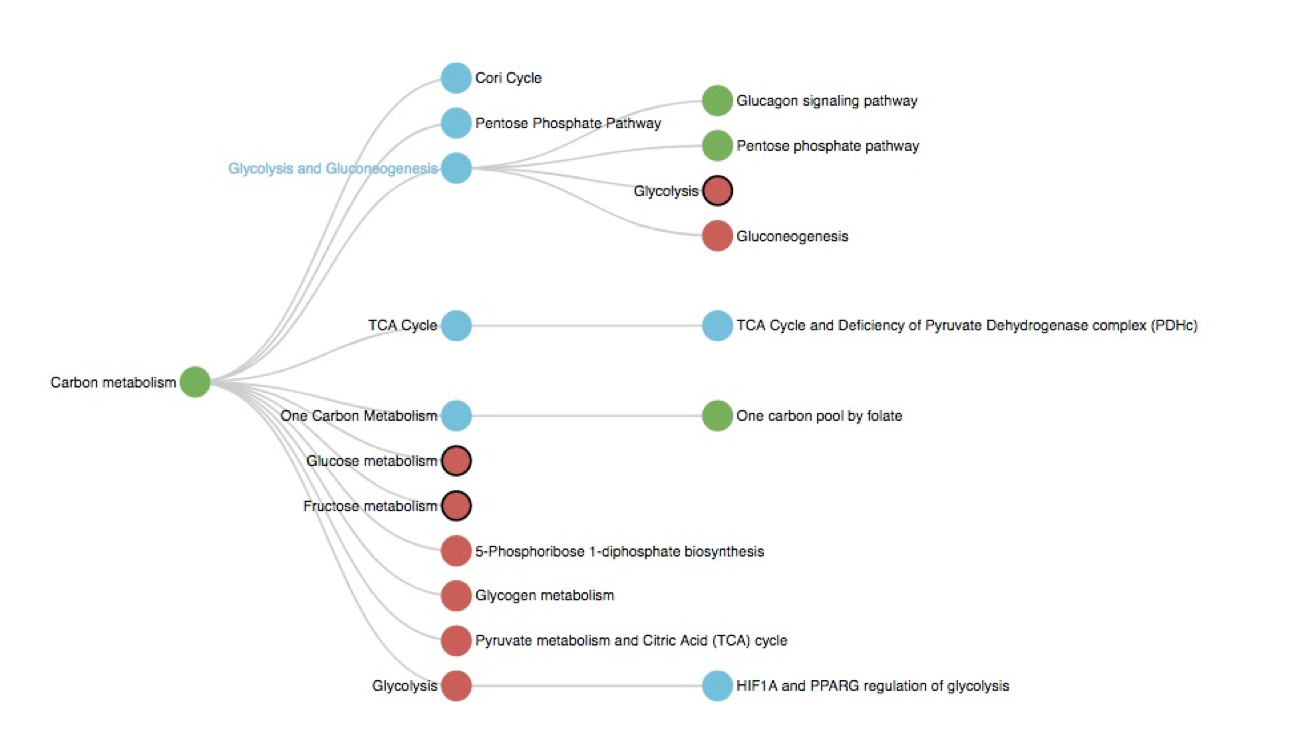 Cori Cycle
Glucagon signaling pathway
Pentose Phosphate Pathway
Pentose phosphate pathway
Glycolysis and Gluconeogenesis
Glycolysis
Gluconeogenesis
TCA Cycle
TCA Cycle and Deficiency of Pyruvate Dehydrogenase complex (PDHc)
Carbon metabolism
One Carbon Metabolism
One carbon pool by folate
Glucose metabolism
Fructose metabolism
5-Phosphoribose 1-diphosphate biosynthesis
Glycogen metabolism
Pyruvate metabolism and Citric Acid (TCA) cycle
Glycolysis
HIF1A and PPARG regulation of glycolysis